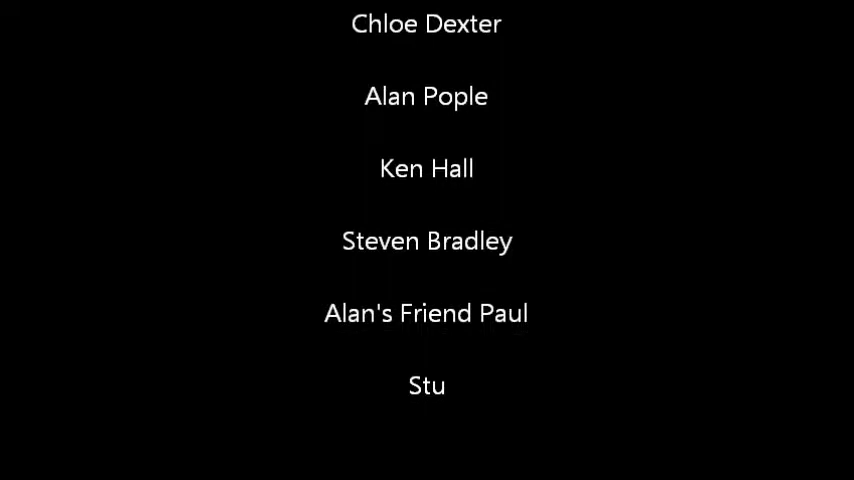 Chloe Dexter
Alan Pople
Ken Hall
Steven Bradley
Alan's Friend Paul
Stu